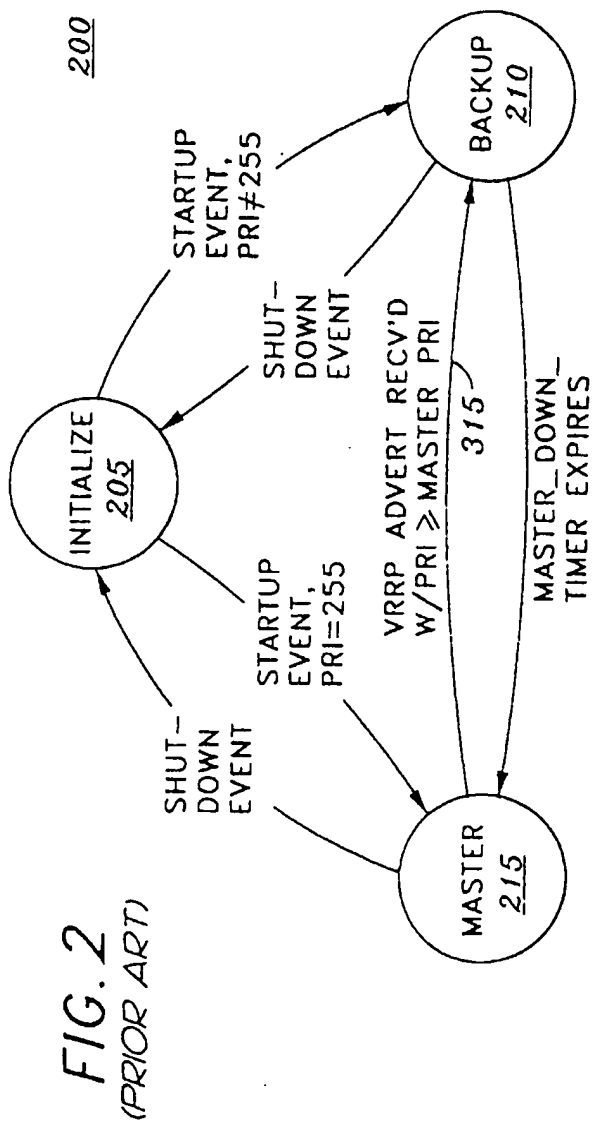 FIG. 2
(PRIOR ART)
200
INITIALIZE
205
STARTUP
EVENT,
PRI≠255
SHUT-
DOWN
EVENT
SHUT-
DOWN
EVENT
STARTUP
EVENT,
PRI=255
VRRP ADVERT RECV'D
W/PRI ⩾ MASTER PRI
315
MASTER
215
BACKUP
210
MASTER_DOWN_
TIMER EXPIRES